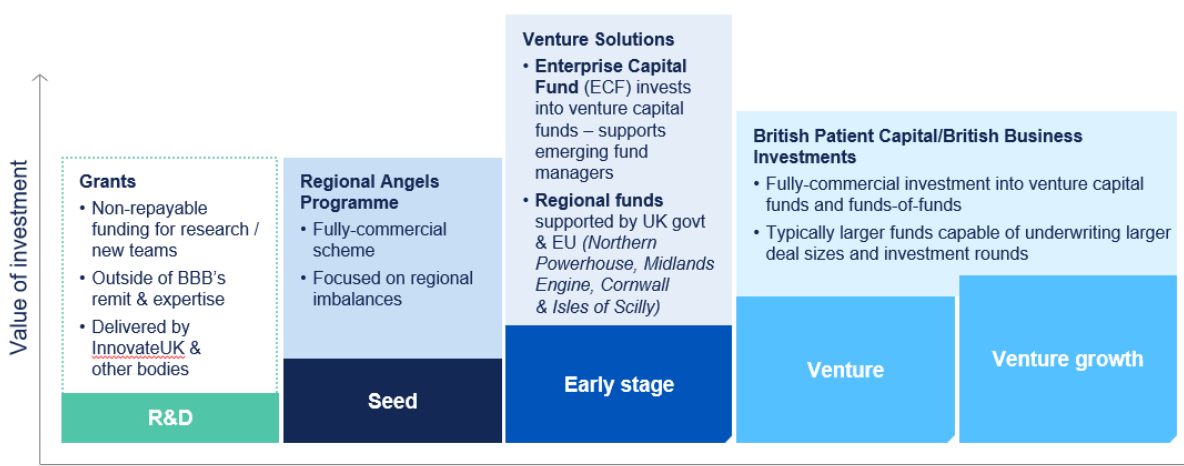 Value of investment
Grants
• Non-repayable
funding for research /
new teams
• Outside of BBB’s
remit & expertise
• Delivered by
InnovateUK &
other bodies
R&D
Regional Angels
Programme
• Fully-commercial
scheme
• Focused on regional
imbalances
Seed
Venture Solutions
• Enterprise Capital
Fund (ECF) invests
into venture capital
funds – supports
emerging fund
managers
• Regional funds
supported by UK govt
& EU (Northern
Powerhouse, Midlands
Engine, Cornwall
& Isles of Scilly)
Early stage
British Patient Capital/British Business
Investments
• Fully-commercial investment into venture capital
funds and funds-of-funds
• Typically larger funds capable of underwriting larger
deal sizes and investment rounds
Venture
Venture growth